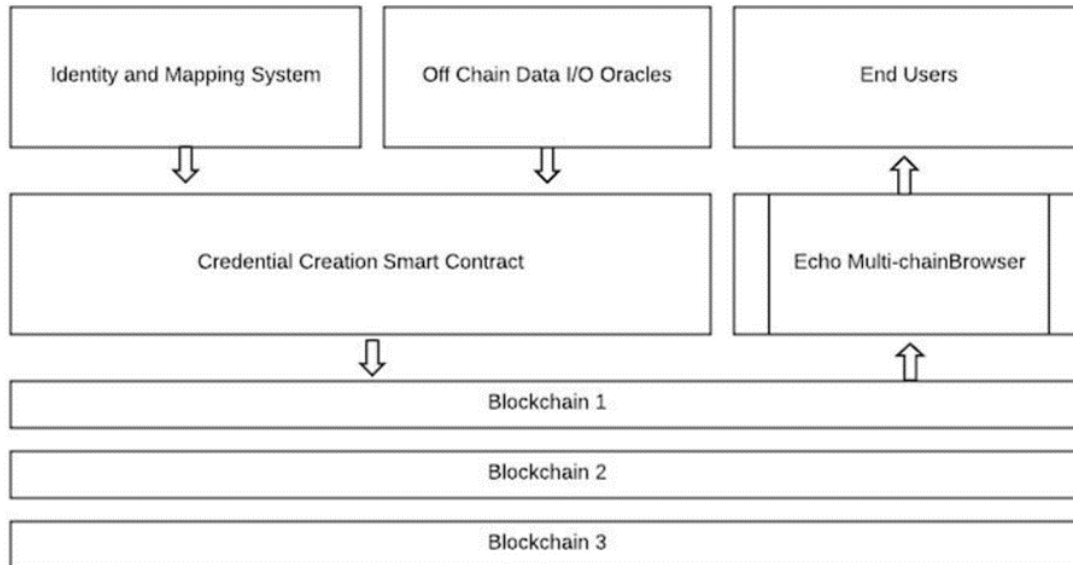 Identity and Mapping System
Off Chain Data I/O Oracles
End Users
Credential Creation Smart Contract
Echo Multi-chainBrowser
Blockchain 1
Blockchain 2
Blockchain 3